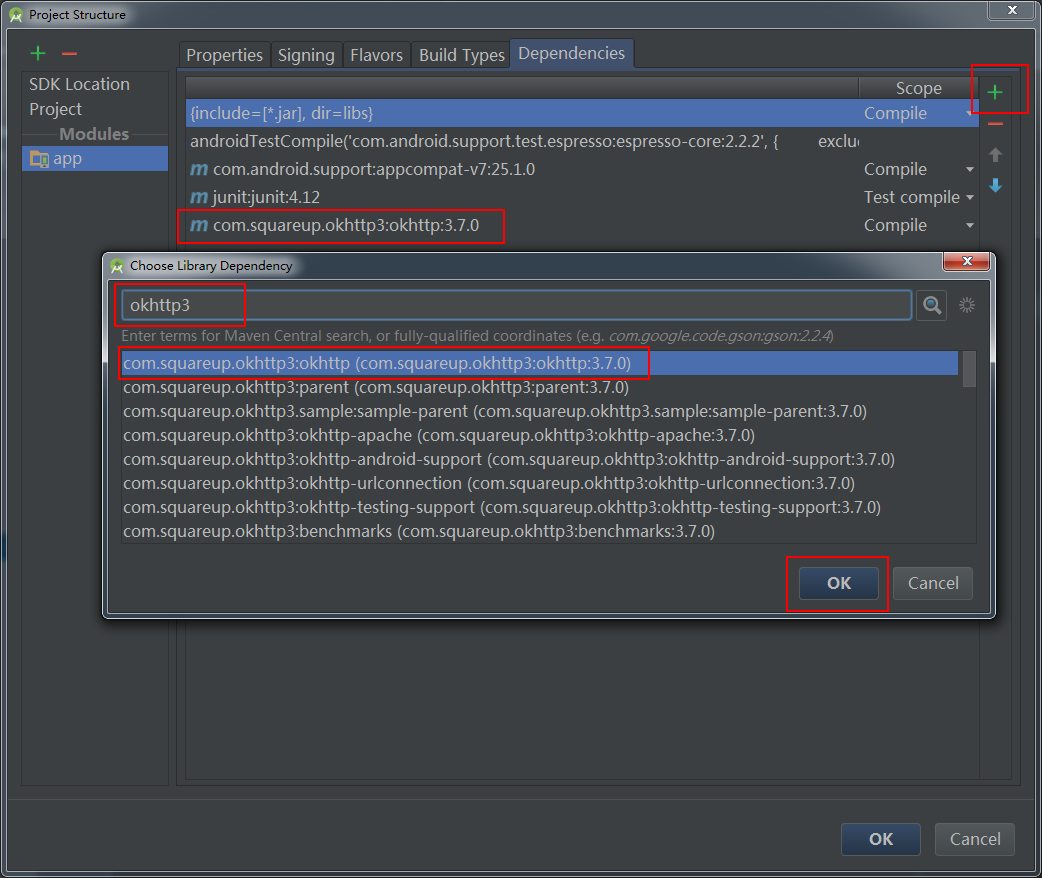 Project Structure
SDK Location
Project
Modules
app
Properties Signing Flavors Build Types Dependencies
Scope
{include=[*.jar], dir=libs} Compile
androidTestCompile('com.android.support.test.espresso:espresso-core:2.2.2', { exclu
m com.android.support:appcompat-v7:25.1.0 Compile
m junit:junit:4.12 Test compile
m com.squareup.okhttp3:okhttp:3.7.0 Compile
Choose Library Dependency
okhttp3
Enter terms for Maven Central search, or fully-qualified coordinates (e.g. com.google.code.gson:gson:2.2.4)
com.squareup.okhttp3:okhttp (com.squareup.okhttp3:okhttp:3.7.0)
com.squareup.okhttp3:parent (com.squareup.okhttp3:parent:3.7.0)
com.squareup.okhttp3.sample:sample-parent (com.squareup.okhttp3.sample:sample-parent:3.7.0)
com.squareup.okhttp3:okhttp-apache (com.squareup.okhttp3:okhttp-apache:3.7.0)
com.squareup.okhttp3:okhttp-android-support (com.squareup.okhttp3:okhttp-android-support:3.7.0)
com.squareup.okhttp3:okhttp-urlconnection (com.squareup.okhttp3:okhttp-urlconnection:3.7.0)
com.squareup.okhttp3:okhttp-testing-support (com.squareup.okhttp3:okhttp-testing-support:3.7.0)
com.squareup.okhttp3:benchmarks (com.squareup.okhttp3:benchmarks:3.7.0)
OK Cancel
OK Cancel